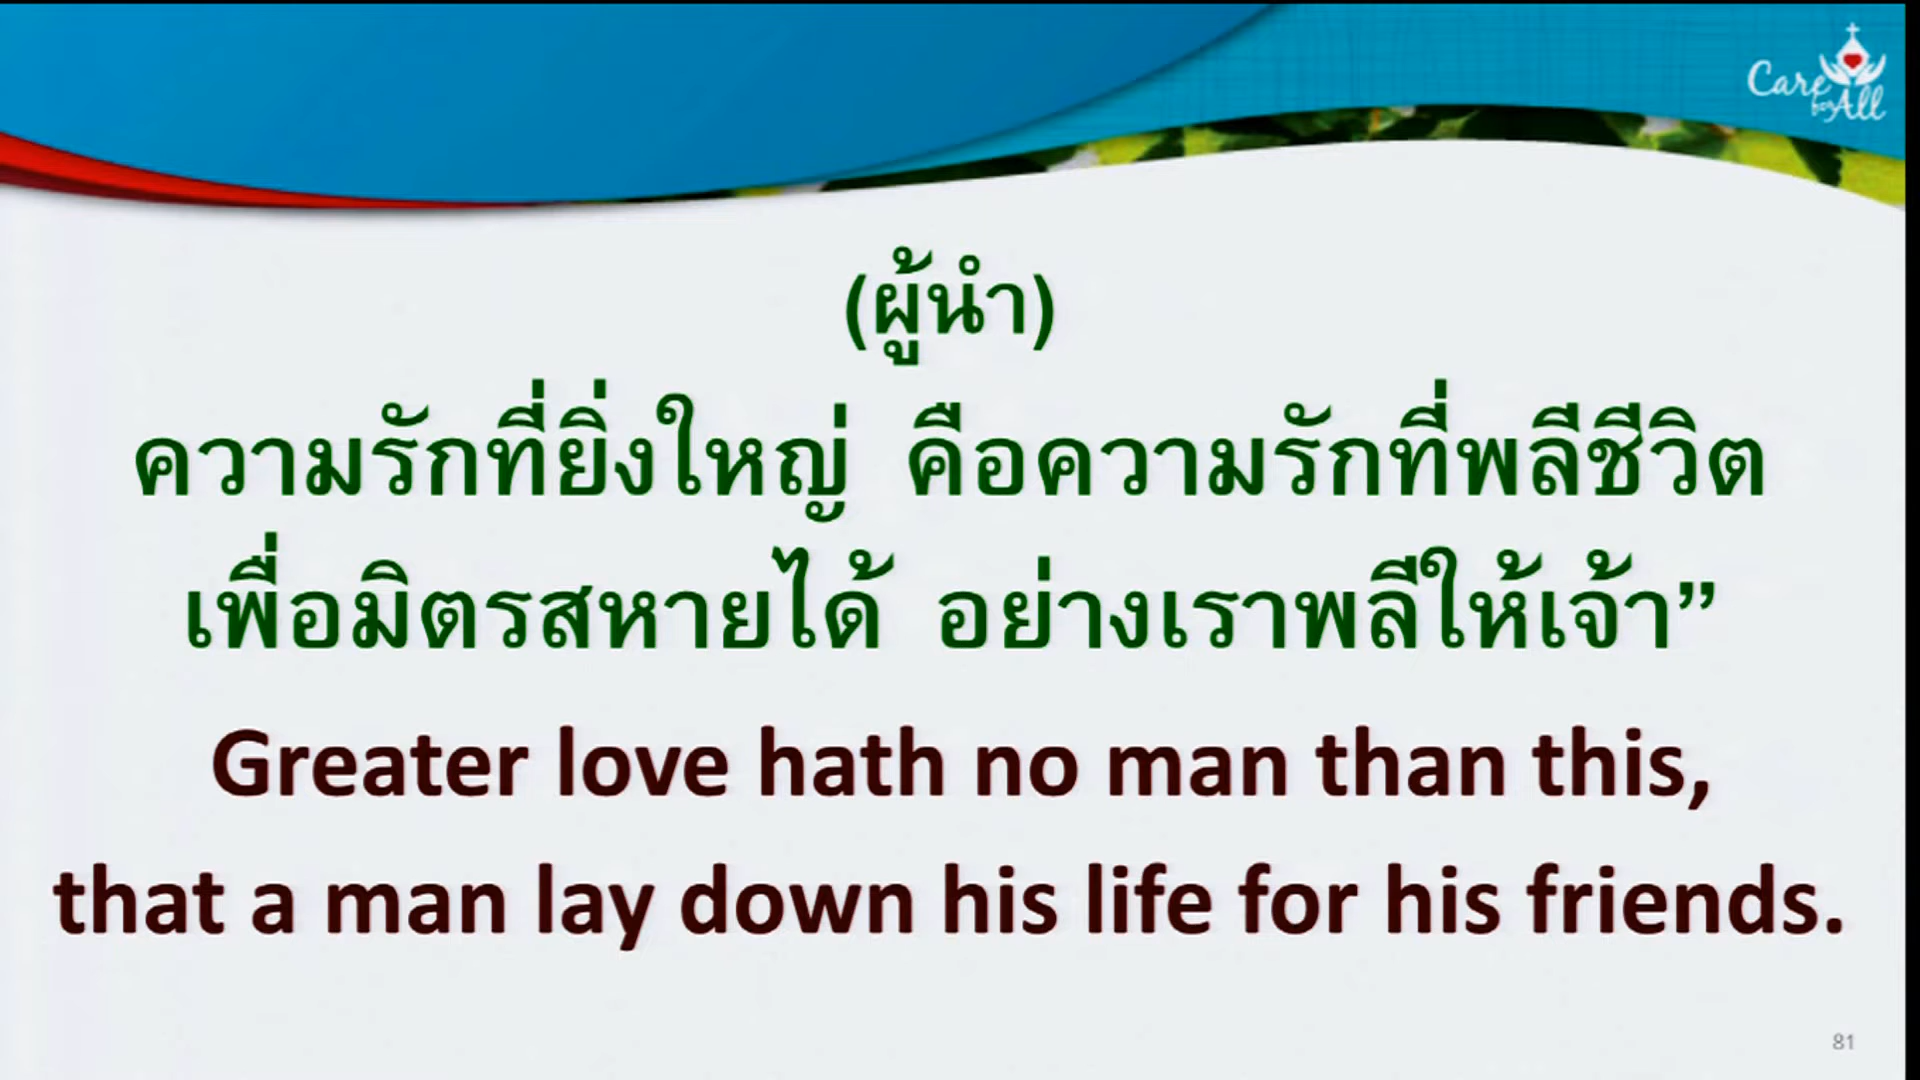 Care
for All
(ผู้นำ)
ความรักที่ยิ่งใหญ่ คือความรักที่พลีชีวิต
เพื่อมิตรสหายได้ อย่างเราพลีให้เจ้า”
Greater love hath no man than this,
that a man lay down his life for his friends.
81